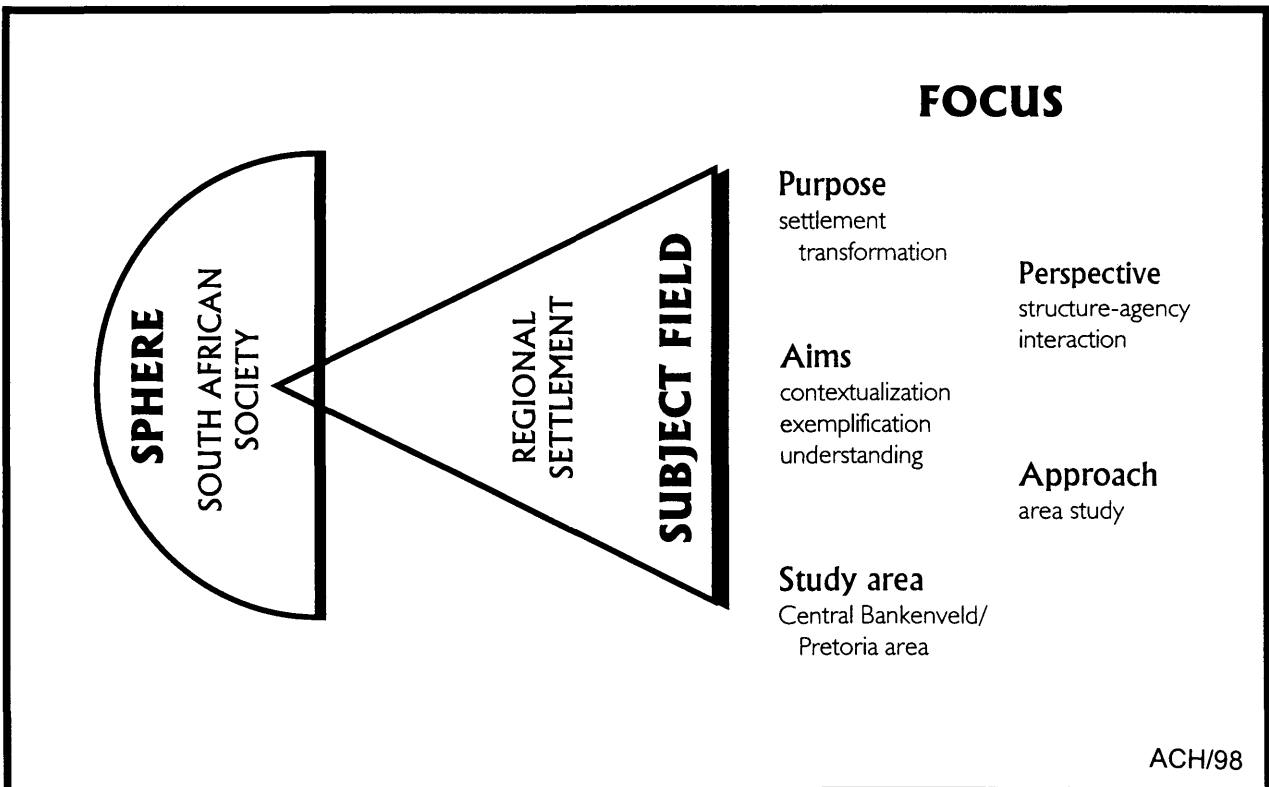 SPHERE
SOUTH AFRICAN
SOCIETY
REGIONAL
SETTLEMENT
SUBJECT FIELD
FOCUS
Purpose
settlement
transformation
Perspective
structure-agency
interaction
Aims
contextualization
exemplification
understanding
Approach
area study
Study area
Central Bankenveld/
Pretoria area
ACH/98